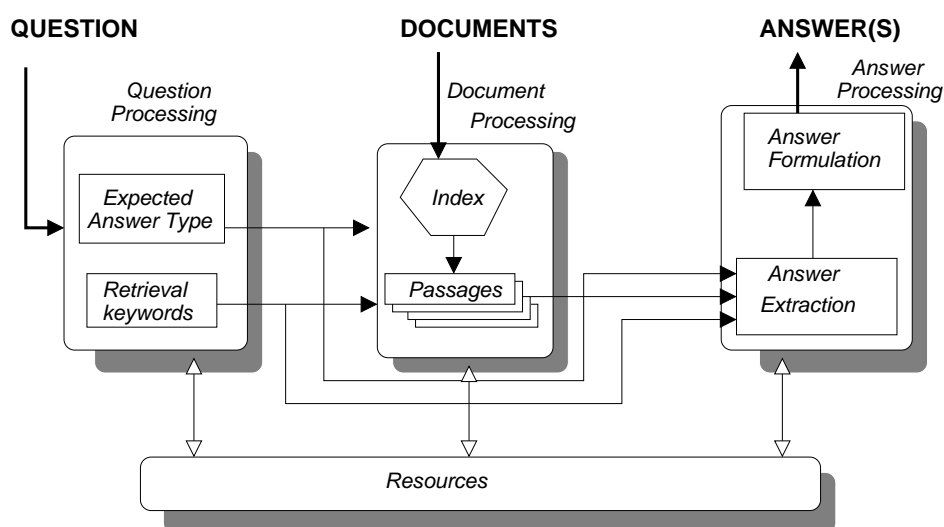 QUESTION
DOCUMENTS
ANSWER(S)
Question
Processing
Document
Processing
Answer
Processing
Expected
Answer Type
Retrieval
keywords
Index
Passages
Answer
Formulation
Answer
Extraction
Resources